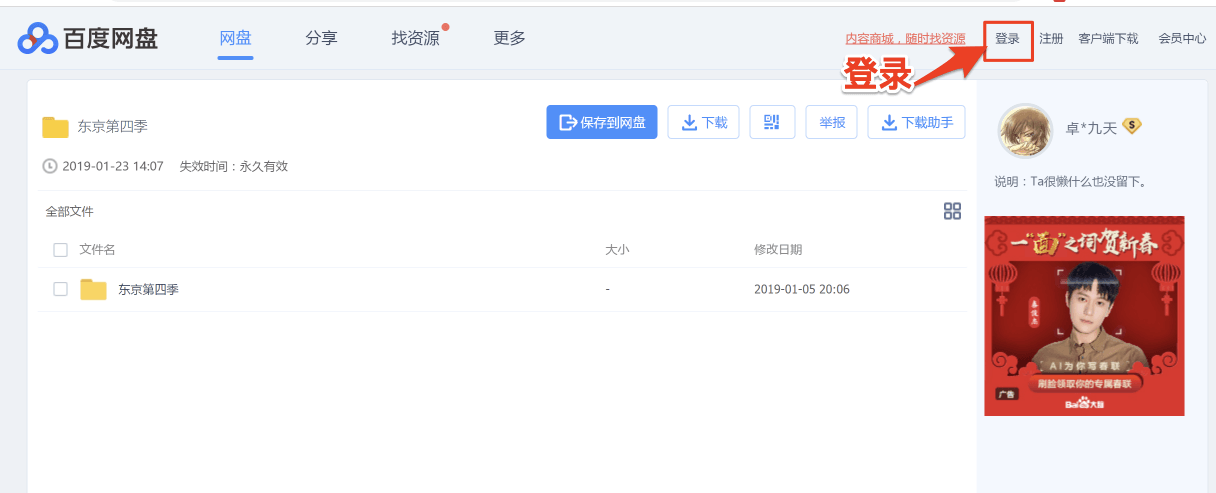 百度网盘
网盘 分享 找资源 更多
内容商城，随时找资源 登录 注册 客户端下载 会员中心
登录
东京第四季
保存到网盘 下载 举报 下载助手
2019-01-23 14:07 失效时间：永久有效
全部文件
文件名 大小 修改日期
东京第四季 - 2019-01-05 20:06
卓*九天
S
说明：Ta很懒什么也没留下。
一“面”之词贺新春
秦俊杰
AI为你写春联
刷脸领取你的专属春联
广告
Bai 大脑